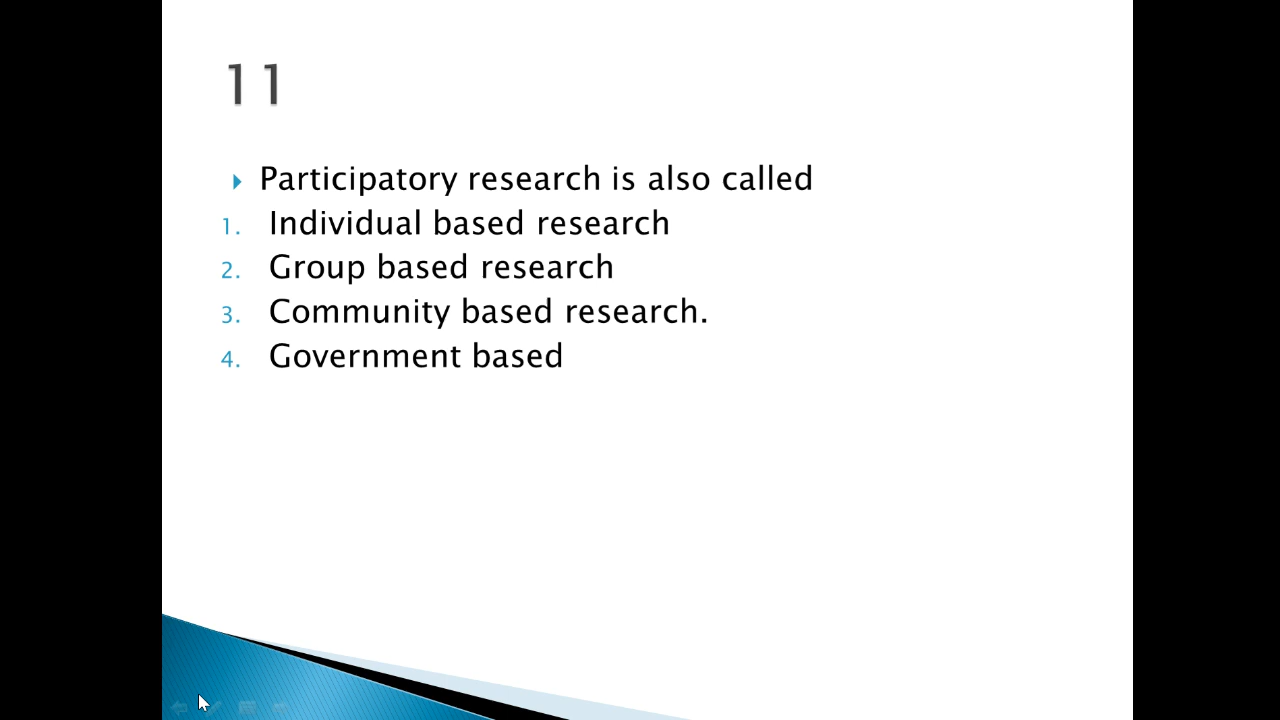 11
Participatory research is also called
1. Individual based research
2. Group based research
3. Community based research.
4. Government based